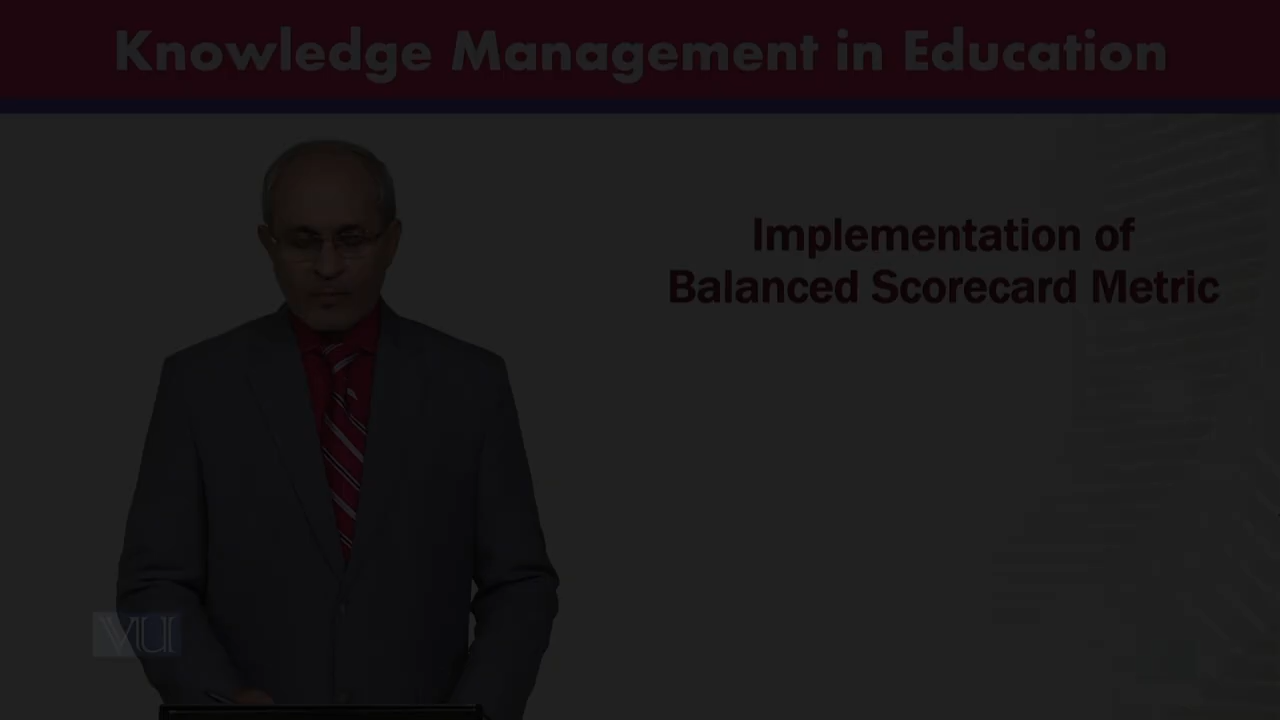 Knowledge Management in Education
Implementation of
Balanced Scorecard Metric
VU